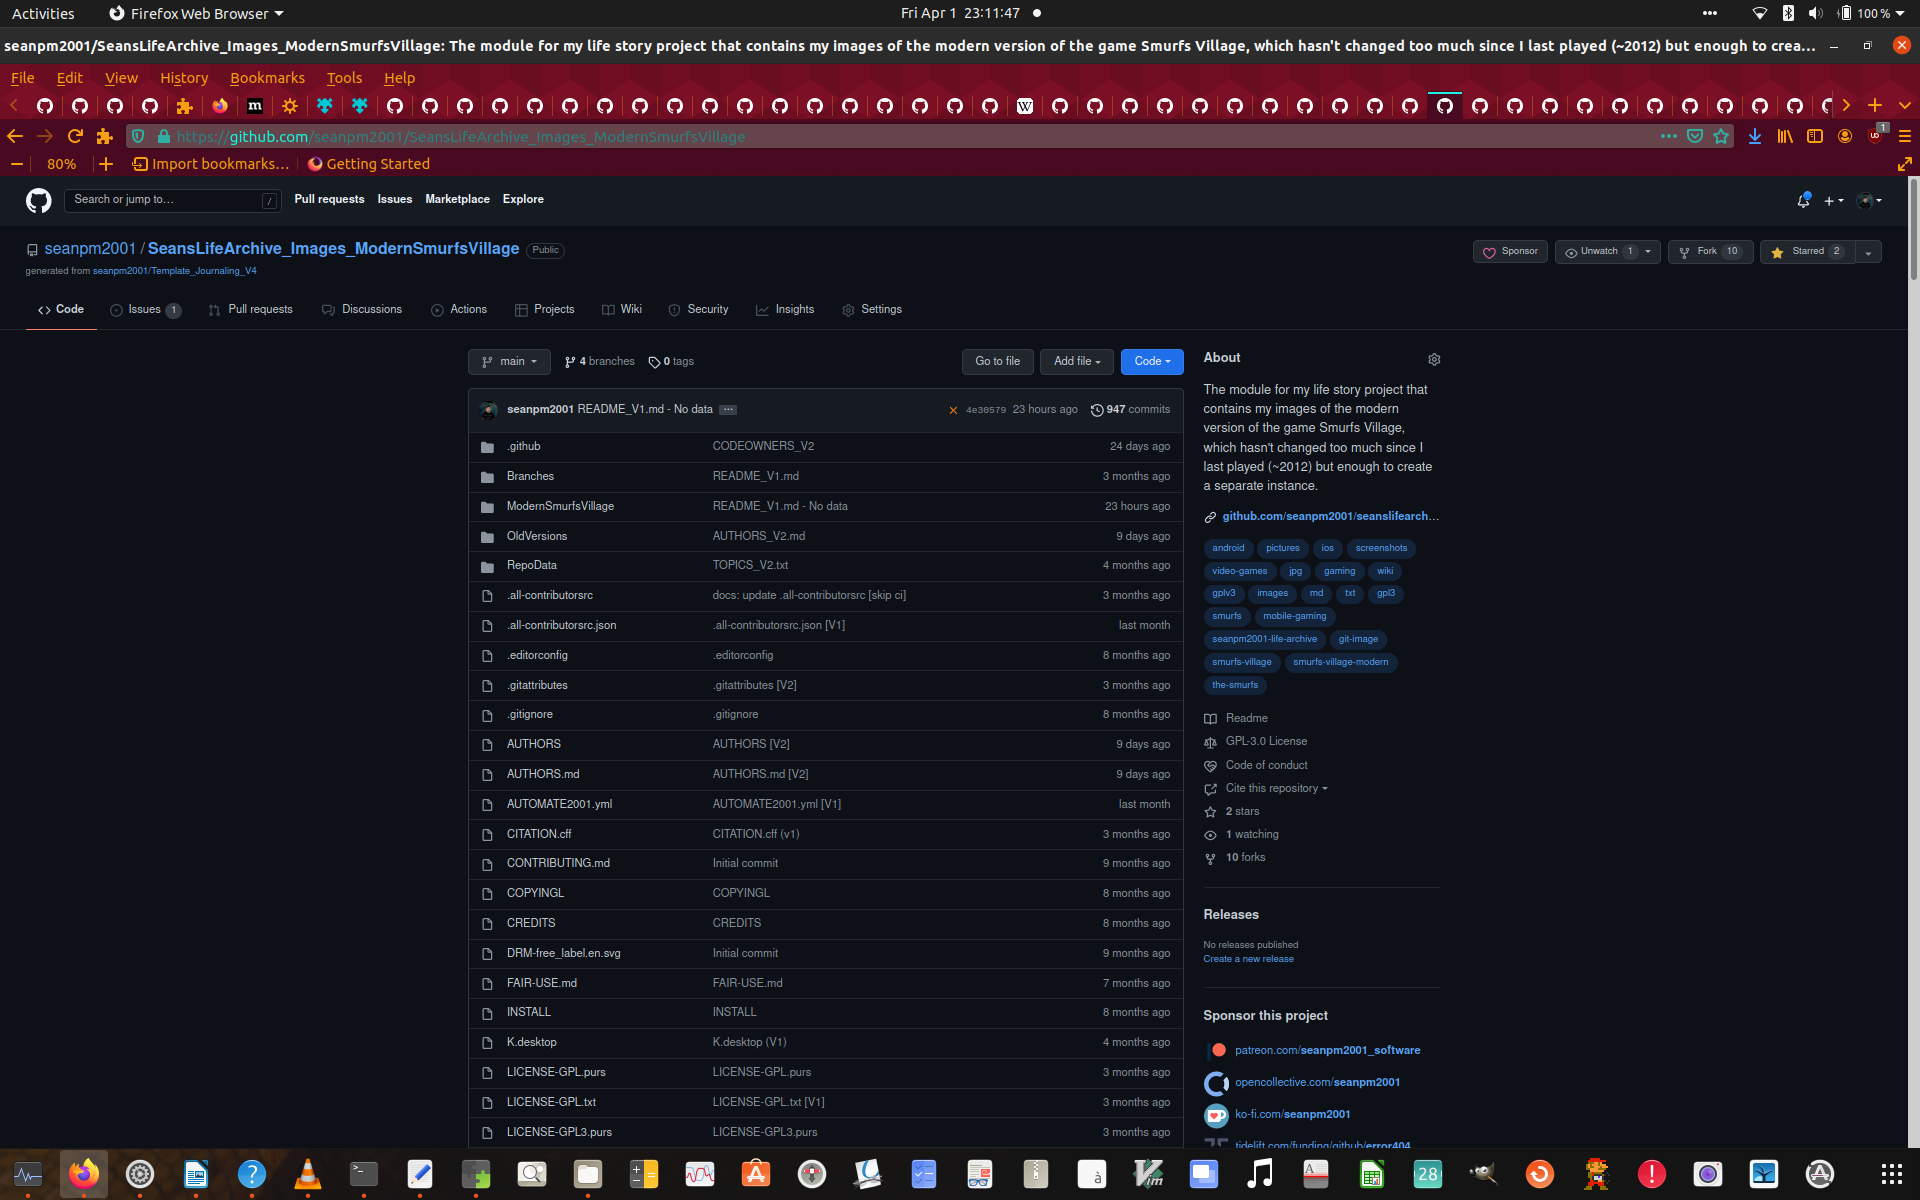 Activities Firefox Web Browser Fri Apr 1 23:11:47 100 %
seanpm2001/SeansLifeArchive_Images_ModernSmurfsVillage: The module for my life story project that contains my images of the modern version of the game Smurfs Village, which hasn't changed too much since I last played (~2012) but enough to crea...
File Edit View History Bookmarks Tools Help
https://github.com/seanpm2001/SeansLifeArchive_Images_ModernSmurfsVillage 1
80% Import bookmarks... Getting Started
Search or jump to... / Pull requests Issues Marketplace Explore
seanpm2001 / SeansLifeArchive_Images_ModernSmurfsVillage Public Sponsor Unwatch 1 Fork 10 Starred 2
generated from seanpm2001/Template_Journaling_V4
Code Issues 1 Pull requests Discussions Actions Projects Wiki Security Insights Settings
main 4 branches 0 tags Go to file Add file Code
seanpm2001 README_V1.md - No data ... 4e30579 23 hours ago 947 commits
.github CODEOWNERS_V2 24 days ago
Branches README_V1.md 3 months ago
ModernSmurfsVillage README_V1.md - No data 23 hours ago
OldVersions AUTHORS_V2.md 9 days ago
RepoData TOPICS_V2.txt 4 months ago
.all-contributorsrc docs: update .all-contributorsrc [skip ci] 3 months ago
.all-contributorsrc.json .all-contributorsrc.json [V1] last month
.editorconfig .editorconfig 8 months ago
.gitattributes .gitattributes [V2] 3 months ago
.gitignore .gitignore 8 months ago
AUTHORS AUTHORS [V2] 9 days ago
AUTHORS.md AUTHORS.md [V2] 9 days ago
AUTOMATE2001.yml AUTOMATE2001.yml [V1] last month
CITATION.cff CITATION.cff (v1) 3 months ago
CONTRIBUTING.md Initial commit 9 months ago
COPYINGL COPYINGL 8 months ago
CREDITS CREDITS 8 months ago
DRM-free_label.en.svg Initial commit 9 months ago
FAIR-USE.md FAIR-USE.md 7 months ago
INSTALL INSTALL 8 months ago
K.desktop K.desktop (V1) 4 months ago
LICENSE-GPL.purs LICENSE-GPL.purs 3 months ago
LICENSE-GPL.txt LICENSE-GPL.txt [V1] 3 months ago
LICENSE-GPL3.purs LICENSE-GPL3.purs 3 months ago
About
The module for my life story project that
contains my images of the modern
version of the game Smurfs Village,
which hasn't changed too much since I
last played (~2012) but enough to create
a separate instance.
github.com/seanpm2001/seanslifearch...
android pictures ios screenshots
video-games jpg gaming wiki
gplv3 images md txt gpl3
smurfs mobile-gaming
seanpm2001-life-archive git-image
smurfs-village smurfs-village-modern
the-smurfs
Readme
GPL-3.0 License
Code of conduct
Cite this repository
2 stars
1 watching
10 forks
Releases
No releases published
Create a new release
Sponsor this project
patreon.com/seanpm2001_software
opencollective.com/seanpm2001
ko-fi.com/seanpm2001
tidelift.com/funding/github/error404
28